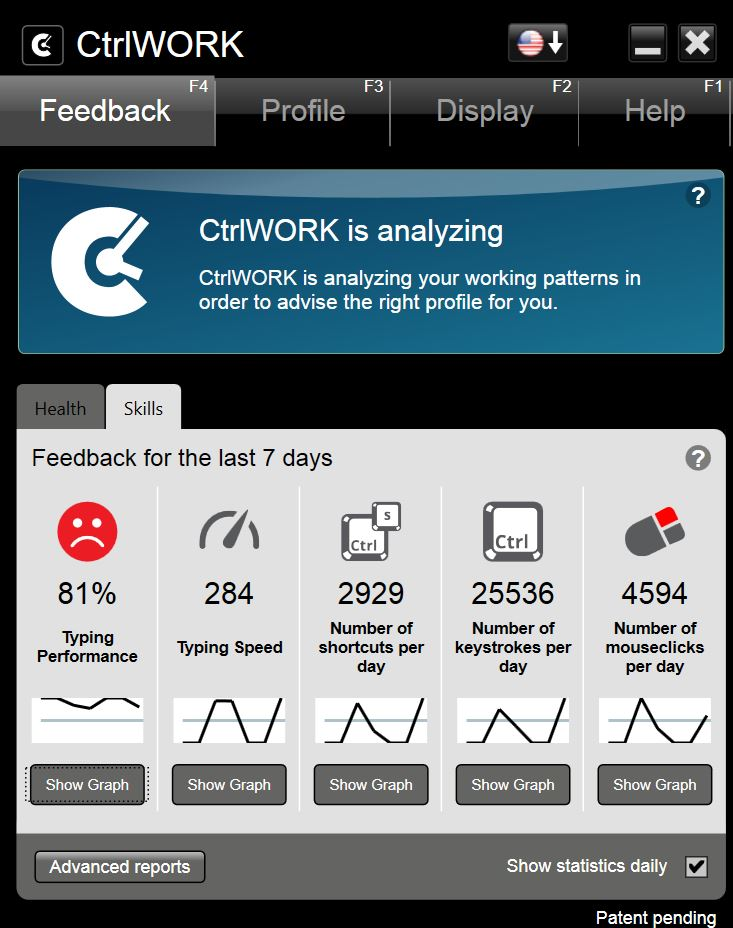 CtrlWORK
F4
Feedback
F3
Profile
F2
Display
F1
Help
?
CtrlWORK is analyzing
CtrlWORK is analyzing your working patterns in
order to advise the right profile for you.
Health
Skills
Feedback for the last 7 days
?
Ctrl
S
Ctrl
81%
284
2929
25536
4594
Typing
Performance
Typing Speed
Number of
shortcuts per
day
Number of
keystrokes per
day
Number of
mouseclicks
per day
Show Graph
Show Graph
Show Graph
Show Graph
Show Graph
Advanced reports
Show statistics daily
Patent pending